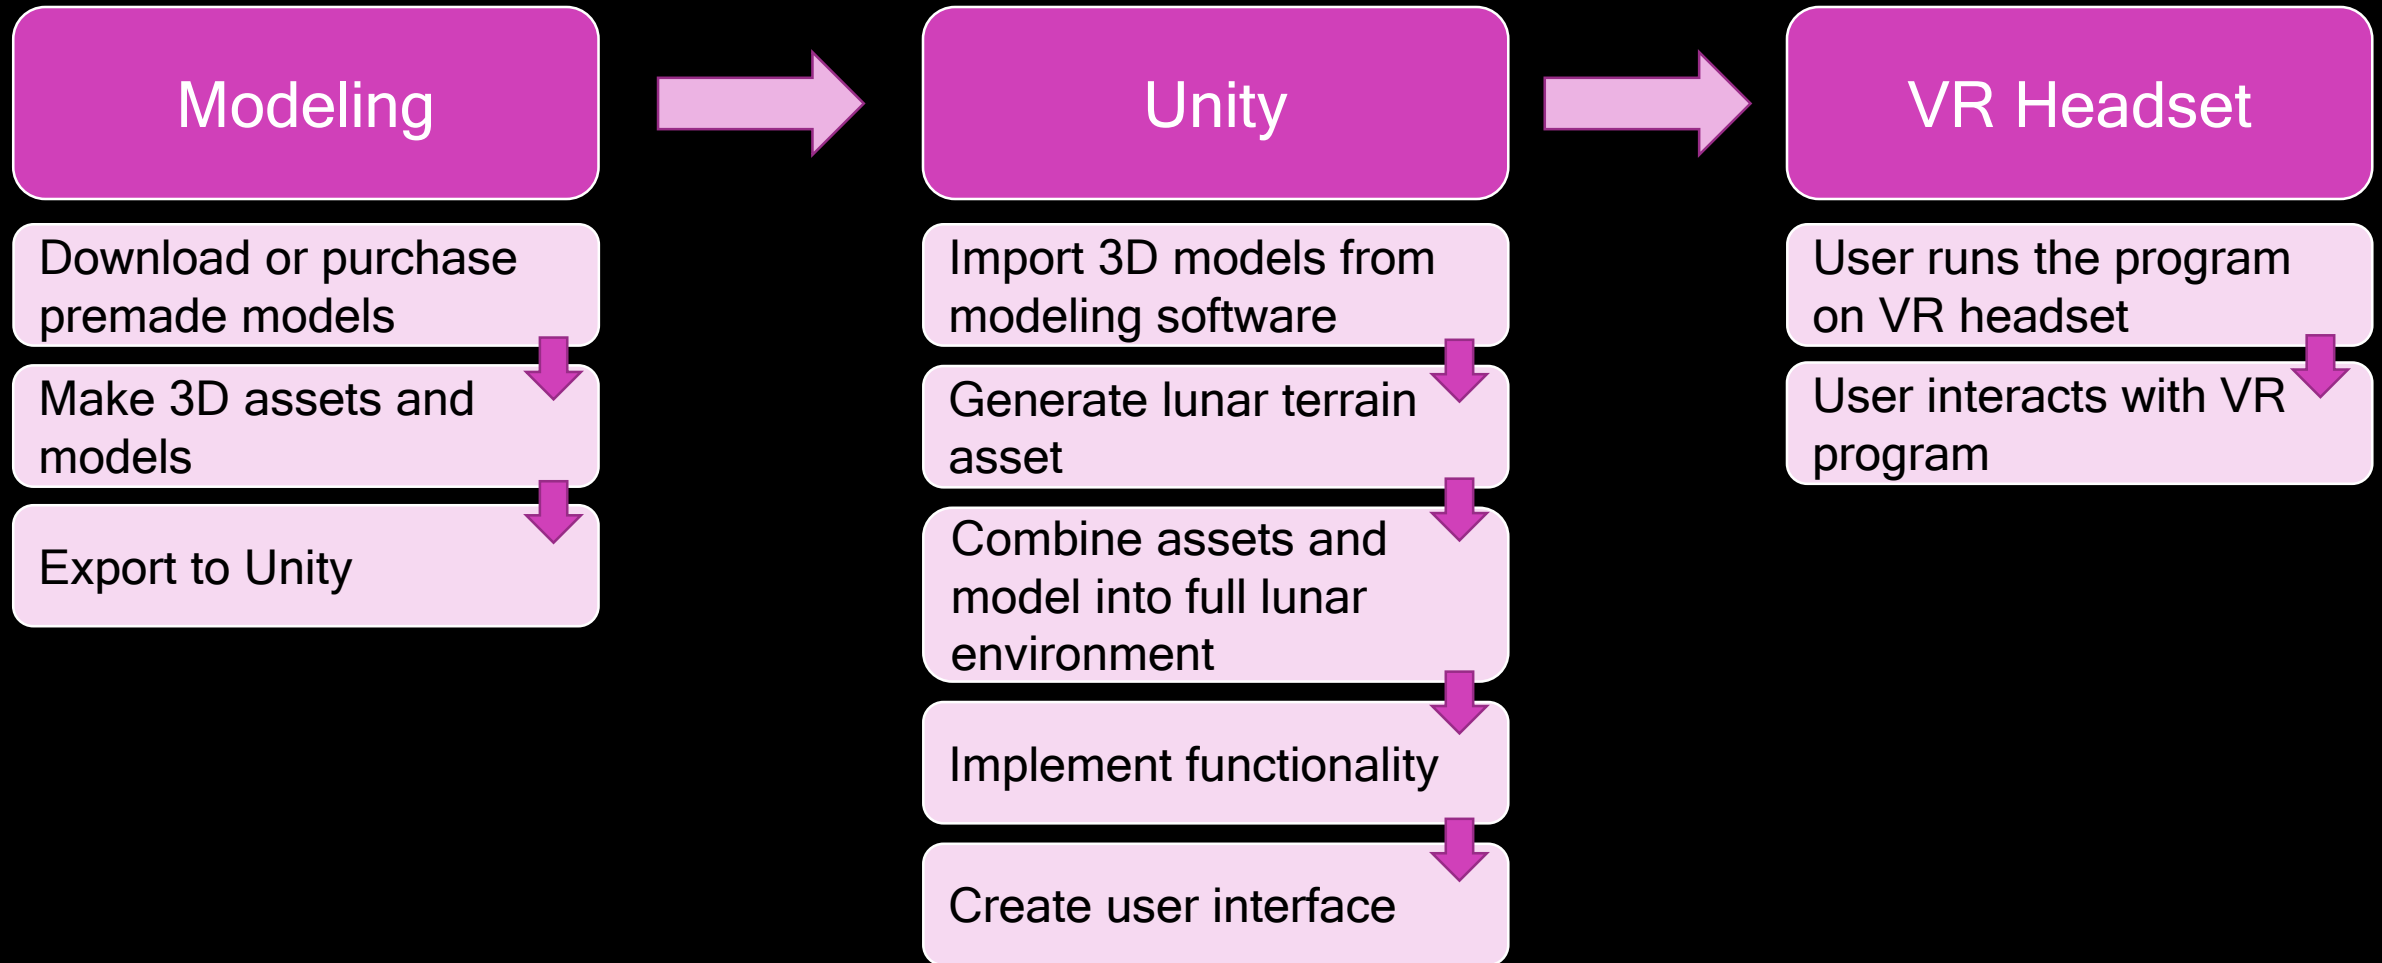 Modeling
Download or purchase
premade models
Make 3D assets and
models
Export to Unity
Unity
Import 3D models from
modeling software
Generate lunar terrain
asset
Combine assets and
model into full lunar
environment
Implement functionality
Create user interface
VR Headset
User runs the program
on VR headset
User interacts with VR
program